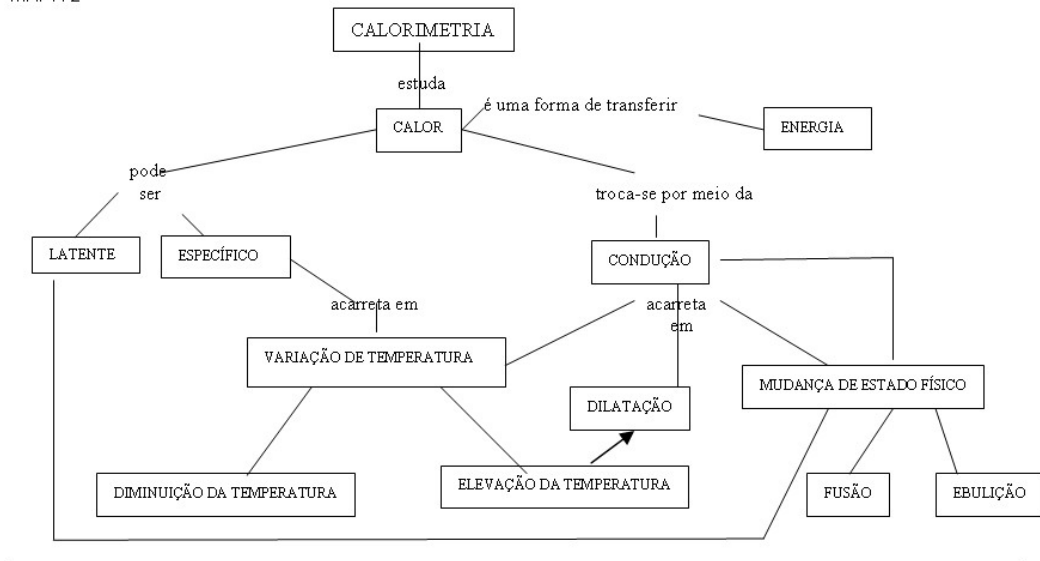 CALORIMETRIA
estuda
é uma forma de transferir
CALOR
ENERGIA
pode
ser
troca-se por meio da
LATENTE
ESPECÍFICO
CONDUÇÃO
acarreta em
acarreta
em
VARIAÇÃO DE TEMPERATURA
MUDANÇA DE ESTADO FÍSICO
DILATAÇÃO
DIMINUIÇÃO DA TEMPERATURA
ELEVAÇÃO DA TEMPERATURA
FUSÃO
EBULIÇÃO